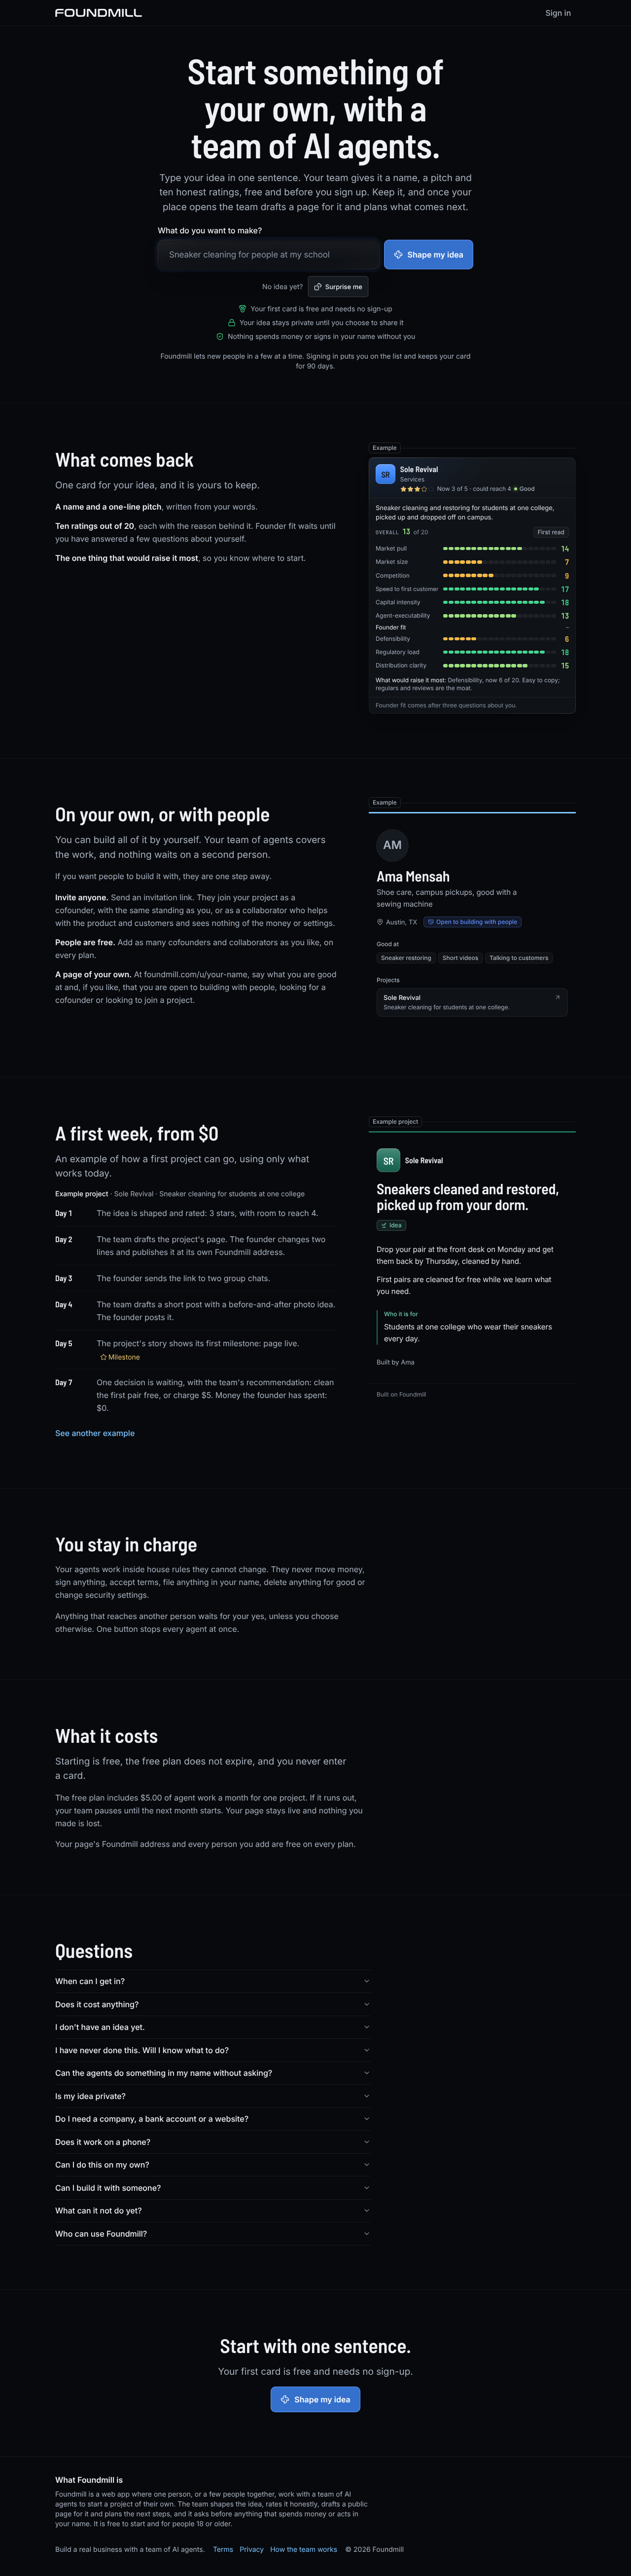 FOUNDMILL
Sign in
Start something of
your own, with a
team of AI agents.
Type your idea in one sentence. Your team gives it a name, a pitch and
ten honest ratings, free and before you sign up. Keep it, and once your
place opens the team drafts a page for it and plans what comes next.
What do you want to make?
Sneaker cleaning for people at my school
Shape my idea
No idea yet?
Surprise me
Your first card is free and needs no sign-up
Your idea stays private until you choose to share it
Nothing spends money or signs in your name without you
Foundmill lets new people in a few at a time. Signing in puts you on the list and keeps your card
for 90 days.
What comes back
One card for your idea, and it is yours to keep.
A name and a one-line pitch, written from your words.
Ten ratings out of 20, each with the reason behind it. Founder fit waits until
you have answered a few questions about yourself.
The one thing that would raise it most, so you know where to start.
Example
SR
Sole Revival
Services
Now 3 of 5 · could reach 4
Good
Sneaker cleaning and restoring for students at one college,
picked up and dropped off on campus.
OVERALL 13 of 20
First read
Market pull 14
Market size 7
Competition 9
Speed to first customer 17
Capital intensity 18
Agent-executability 13
Founder fit –
Defensibility 6
Regulatory load 18
Distribution clarity 15
What would raise it most: Defensibility, now 6 of 20. Easy to copy;
regulars and reviews are the moat.
Founder fit comes after three questions about you.
On your own, or with people
You can build all of it by yourself. Your team of agents covers
the work, and nothing waits on a second person.
If you want people to build it with, they are one step away.
Invite anyone. Send an invitation link. They join your project as a
cofounder, with the same standing as you, or as a collaborator who helps
with the product and customers and sees nothing of the money or settings.
People are free. Add as many cofounders and collaborators as you like, on
every plan.
A page of your own. At foundmill.com/u/your-name, say what you are good
at and, if you like, that you are open to building with people, looking for a
cofounder or looking to join a project.
Example
AM
Ama Mensah
Shoe care, campus pickups, good with a
sewing machine
Austin, TX
Open to building with people
Good at
Sneaker restoring
Short videos
Talking to customers
Projects
Sole Revival
Sneaker cleaning for students at one college.
A first week, from $0
An example of how a first project can go, using only what
works today.
Example project · Sole Revival · Sneaker cleaning for students at one college
Day 1 The idea is shaped and rated: 3 stars, with room to reach 4.
Day 2 The team drafts the project's page. The founder changes two
lines and publishes it at its own Foundmill address.
Day 3 The founder sends the link to two group chats.
Day 4 The team drafts a short post with a before-and-after photo idea.
The founder posts it.
Day 5 The project's story shows its first milestone: page live.
Milestone
Day 7 One decision is waiting, with the team's recommendation: clean
the first pair free, or charge $5. Money the founder has spent:
$0.
See another example
Example project
SR
Sole Revival
Sneakers cleaned and restored,
picked up from your dorm.
Idea
Drop your pair at the front desk on Monday and get
them back by Thursday, cleaned by hand.
First pairs are cleaned for free while we learn what
you need.
Who it is for
Students at one college who wear their sneakers
every day.
Built by Ama
Built on Foundmill
You stay in charge
Your agents work inside house rules they cannot change. They never move money,
sign anything, accept terms, file anything in your name, delete anything for good or
change security settings.
Anything that reaches another person waits for your yes, unless you choose
otherwise. One button stops every agent at once.
What it costs
Starting is free, the free plan does not expire, and you never enter
a card.
The free plan includes $5.00 of agent work a month for one project. If it runs out,
your team pauses until the next month starts. Your page stays live and nothing you
made is lost.
Your page's Foundmill address and every person you add are free on every plan.
Questions
When can I get in?
Does it cost anything?
I don't have an idea yet.
I have never done this. Will I know what to do?
Can the agents do something in my name without asking?
Is my idea private?
Do I need a company, a bank account or a website?
Does it work on a phone?
Can I do this on my own?
Can I build it with someone?
What can it not do yet?
Who can use Foundmill?
Start with one sentence.
Your first card is free and needs no sign-up.
Shape my idea
What Foundmill is
Foundmill is a web app where one person, or a few people together, work with a team of AI
agents to start a project of their own. The team shapes the idea, rates it honestly, drafts a public
page for it and plans the next steps, and it asks before anything that spends money or acts in
your name. It is free to start and for people 18 or older.
Build a real business with a team of AI agents.
Terms
Privacy
How the team works
© 2026 Foundmill